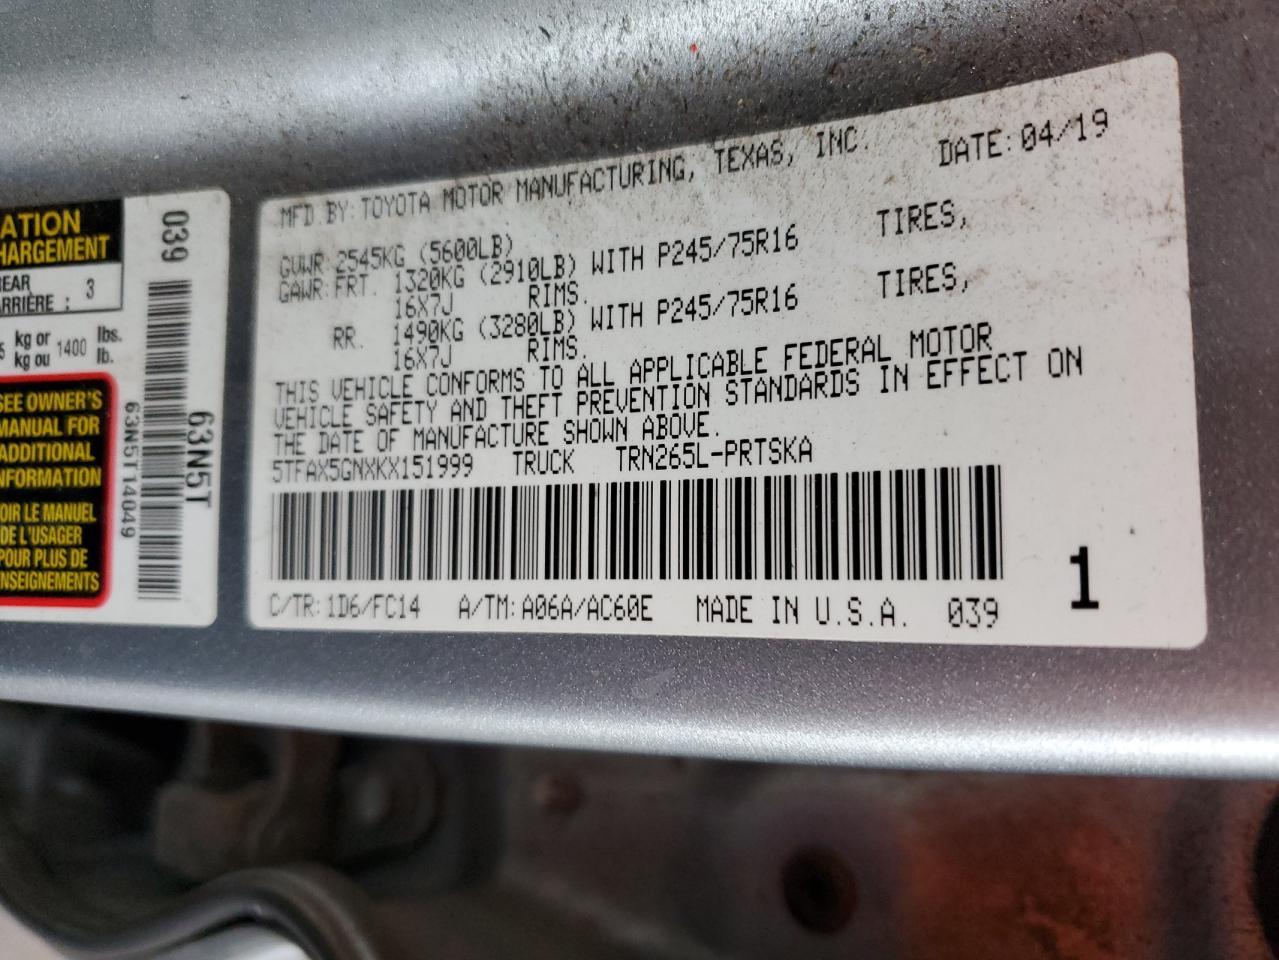 ATION
HARGEMENT
REAR
ARRIÈRE : 3
kg or 1400 lbs.
kg ou lb.
SEE OWNER'S
MANUAL FOR
ADDITIONAL
NFORMATION
OIR LE MANUEL
DE L'USAGER
POUR PLUS DE
NSEIGNEMENTS
039
63N5T14049
63N5T
MFD.BY:TOYOTA MOTOR MANUFACTURING, TEXAS, INC. DATE:04/19
GVWR:2545KG (5600LB)
GAWR:FRT. 1320KG (2910LB) WITH P245/75R16 TIRES,
16X7J RIMS.
RR. 1490KG (3280LB) WITH P245/75R16 TIRES,
16X7J RIMS.
THIS VEHICLE CONFORMS TO ALL APPLICABLE FEDERAL MOTOR
VEHICLE SAFETY AND THEFT PREVENTION STANDARDS IN EFFECT ON
THE DATE OF MANUFACTURE SHOWN ABOVE.
5TFAX5GNXKX151999 TRUCK TRN265L-PRTSKA
C/TR:1D6/FC14 A/TM:A06A/AC60E MADE IN U.S.A. 039 1